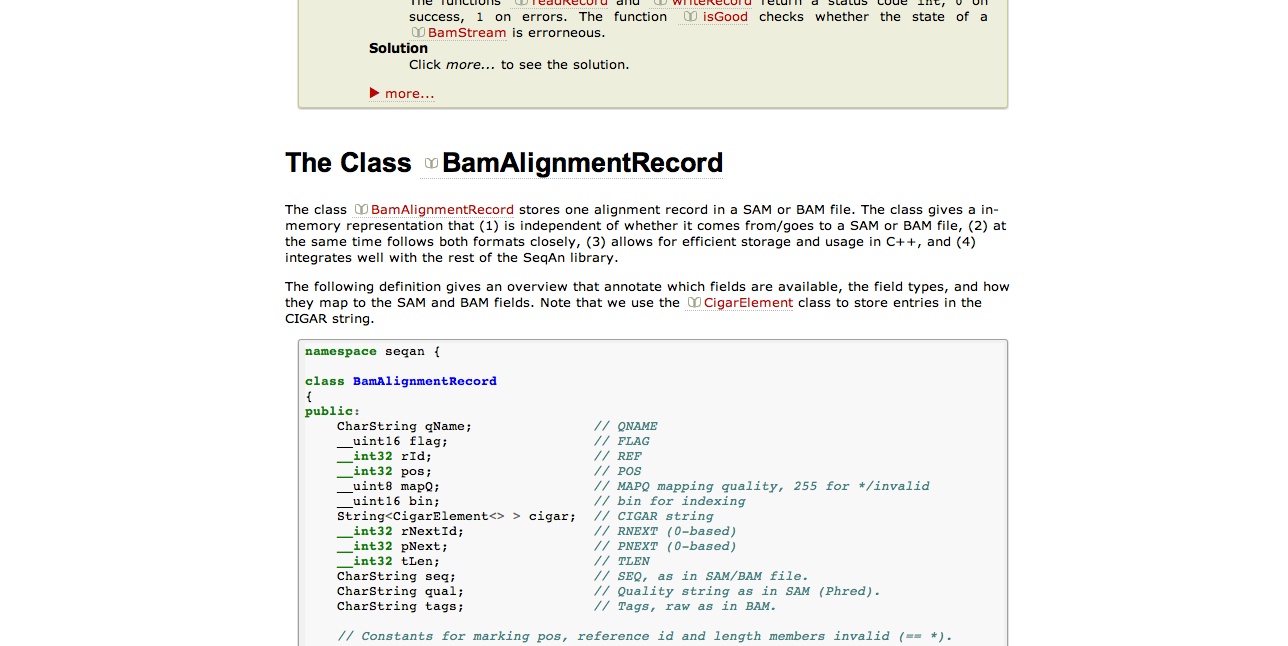 The functions readRecord and writeRecord return a status code int, 0 on
success, 1 on errors. The function isGood checks whether the state of a
BamStream is errorneous.
Solution
Click more... to see the solution.
more...
The Class BamAlignmentRecord
The class BamAlignmentRecord stores one alignment record in a SAM or BAM file. The class gives a in-
memory representation that (1) is independent of whether it comes from/goes to a SAM or BAM file, (2) at
the same time follows both formats closely, (3) allows for efficient storage and usage in C++, and (4)
integrates well with the rest of the SeqAn library.
The following definition gives an overview that annotate which fields are available, the field types, and how
they map to the SAM and BAM fields. Note that we use the CigarElement class to store entries in the
CIGAR string.
namespace seqan {
class BamAlignmentRecord
{
public:
CharString qName; // QNAME
__uint16 flag; // FLAG
__int32 rId; // REF
__int32 pos; // POS
__uint8 mapQ; // MAPQ mapping quality, 255 for */invalid
__uint16 bin; // bin for indexing
String<CigarElement<> > cigar; // CIGAR string
__int32 rNextId; // RNEXT (0-based)
__int32 pNext; // PNEXT (0-based)
__int32 tLen; // TLEN
CharString seq; // SEQ, as in SAM/BAM file.
CharString qual; // Quality string as in SAM (Phred).
CharString tags; // Tags, raw as in BAM.
// Constants for marking pos, reference id and length members invalid (== *).